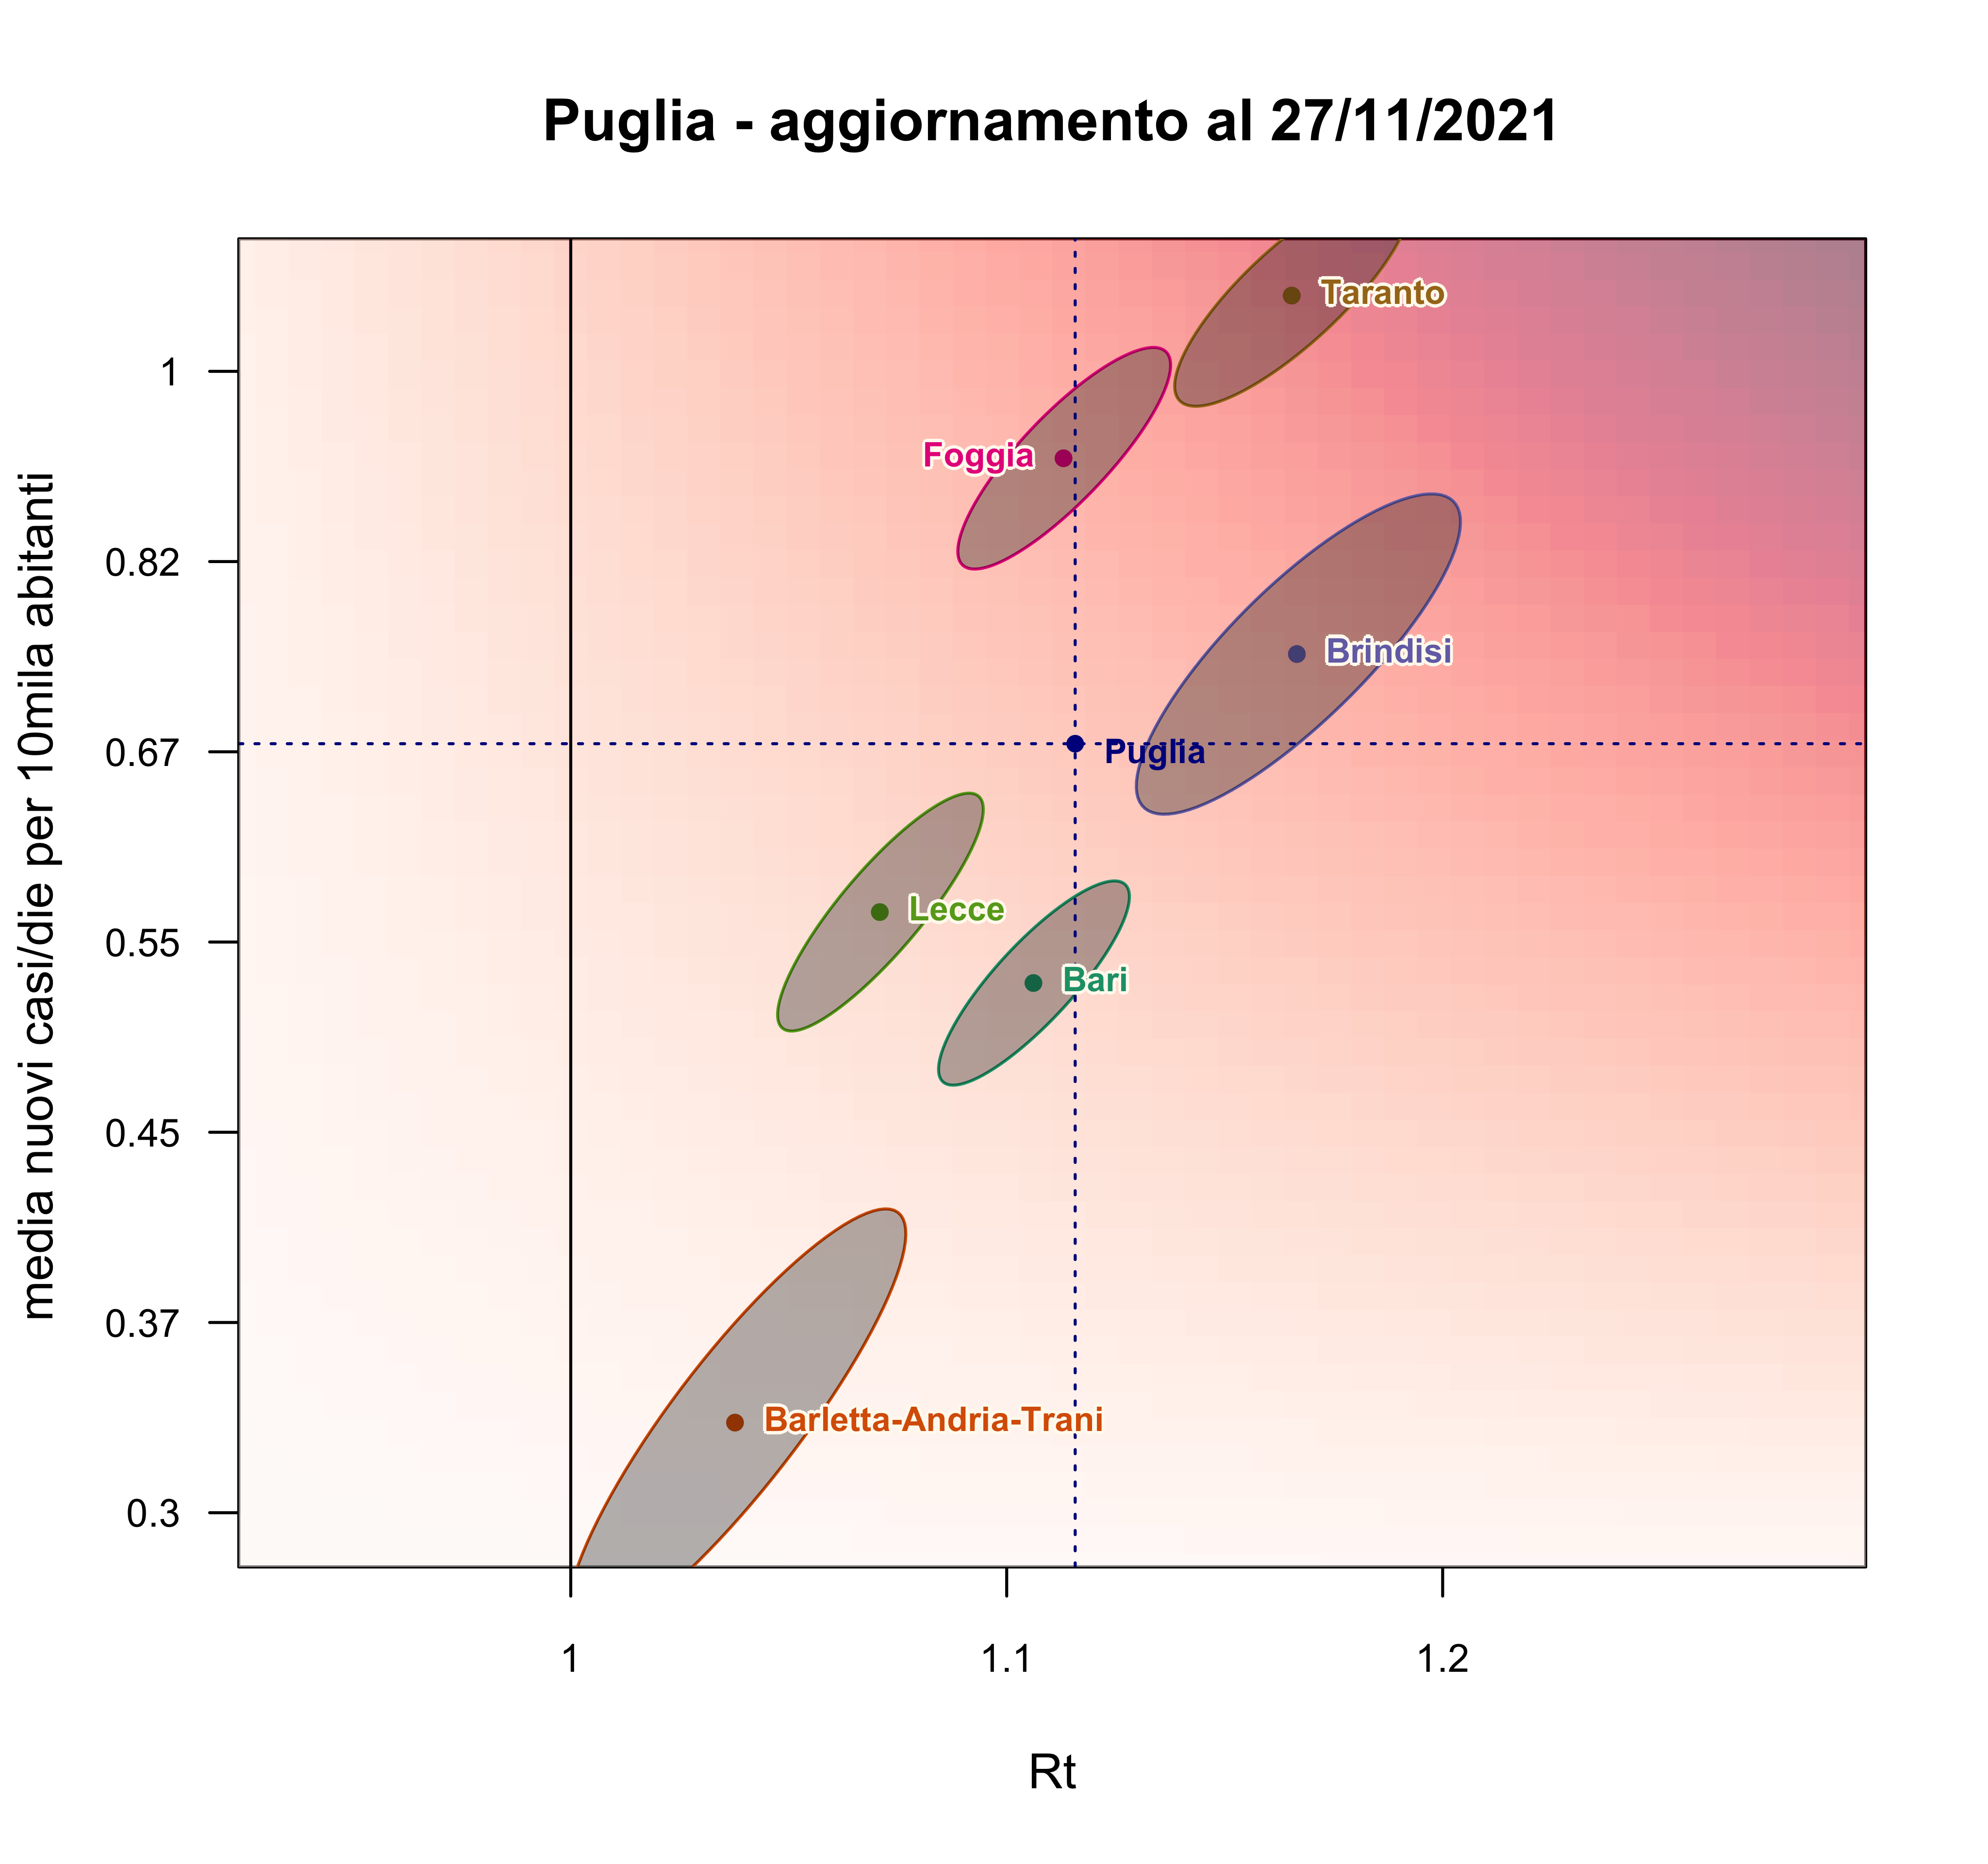 Puglia - aggiornamento al 27/11/2021
media nuovi casi/die per 10mila abitanti
1
0.82
0.67
0.55
0.45
0.37
0.3
Taranto
Foggia
Brindisi
Puglia
Lecce
Bari
Barletta-Andria-Trani
1
1.1
1.2
Rt